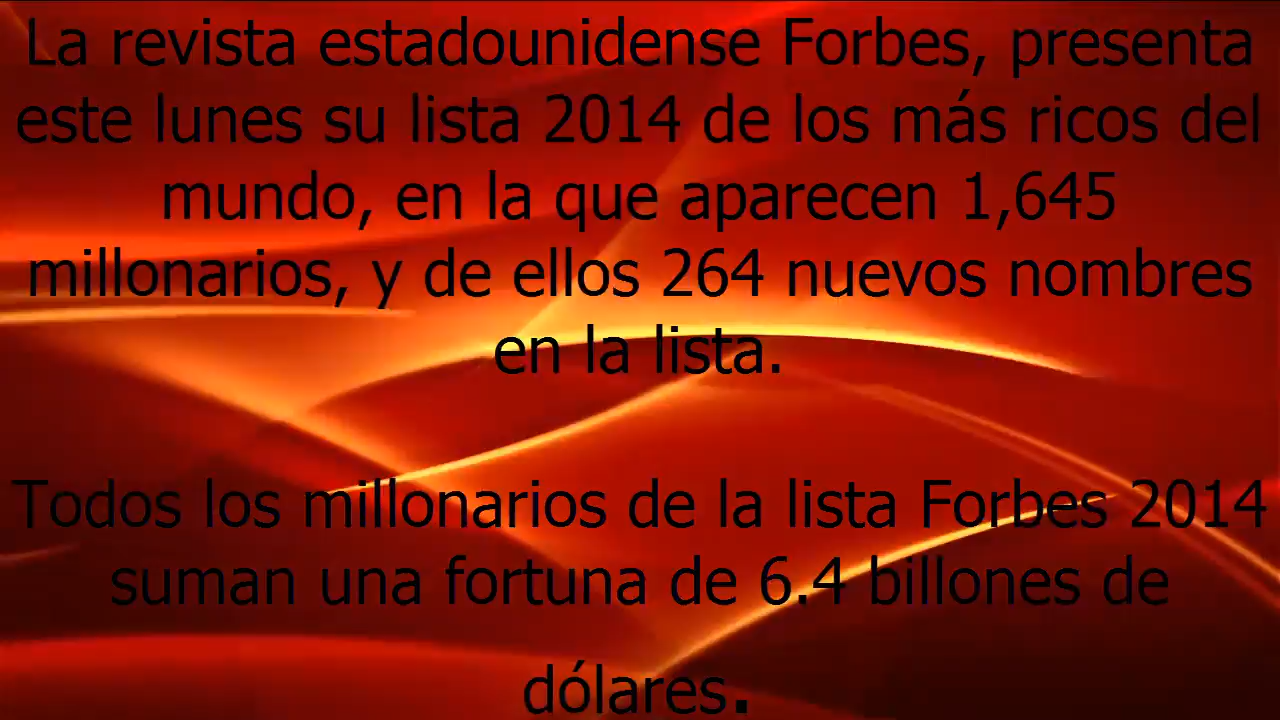 La revista estadounidense Forbes, presenta
este lunes su lista 2014 de los más ricos del
mundo, en la que aparecen 1,645
millonarios, y de ellos 264 nuevos nombres
en la lista.
Todos los millonarios de la lista Forbes 2014
suman una fortuna de 6.4 billones de
dólares.